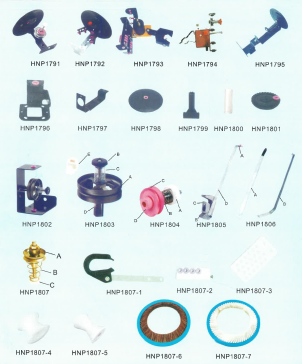 HNP1791 HNP1792 HNP1793 HNP1794 HNP1795
HNP1796 HNP1797 HNP1798 HNP1799 HNP1800 HNP1801
HNP1802 HNP1803 HNP1804 HNP1805 HNP1806
A
B
C
HNP1807 HNP1807-1 HNP1807-2 HNP1807-3
HNP1807-4 HNP1807-5 HNP1807-6 HNP1807-7